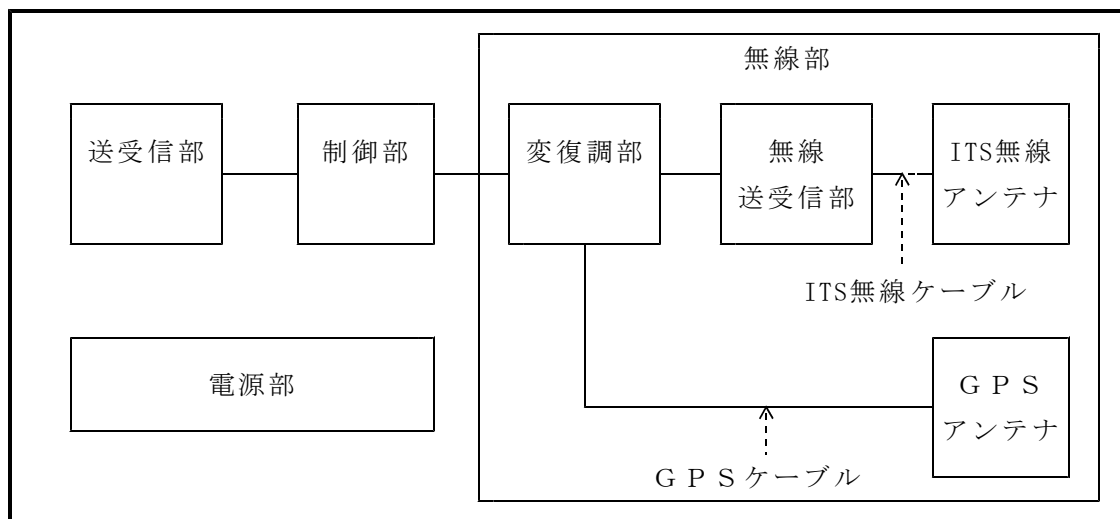 無線部
送受信部
制御部
変復調部
無線
送受信部
ITS無線
アンテナ
ITS無線ケーブル
電源部
ＧＰＳ
アンテナ
ＧＰＳケーブル